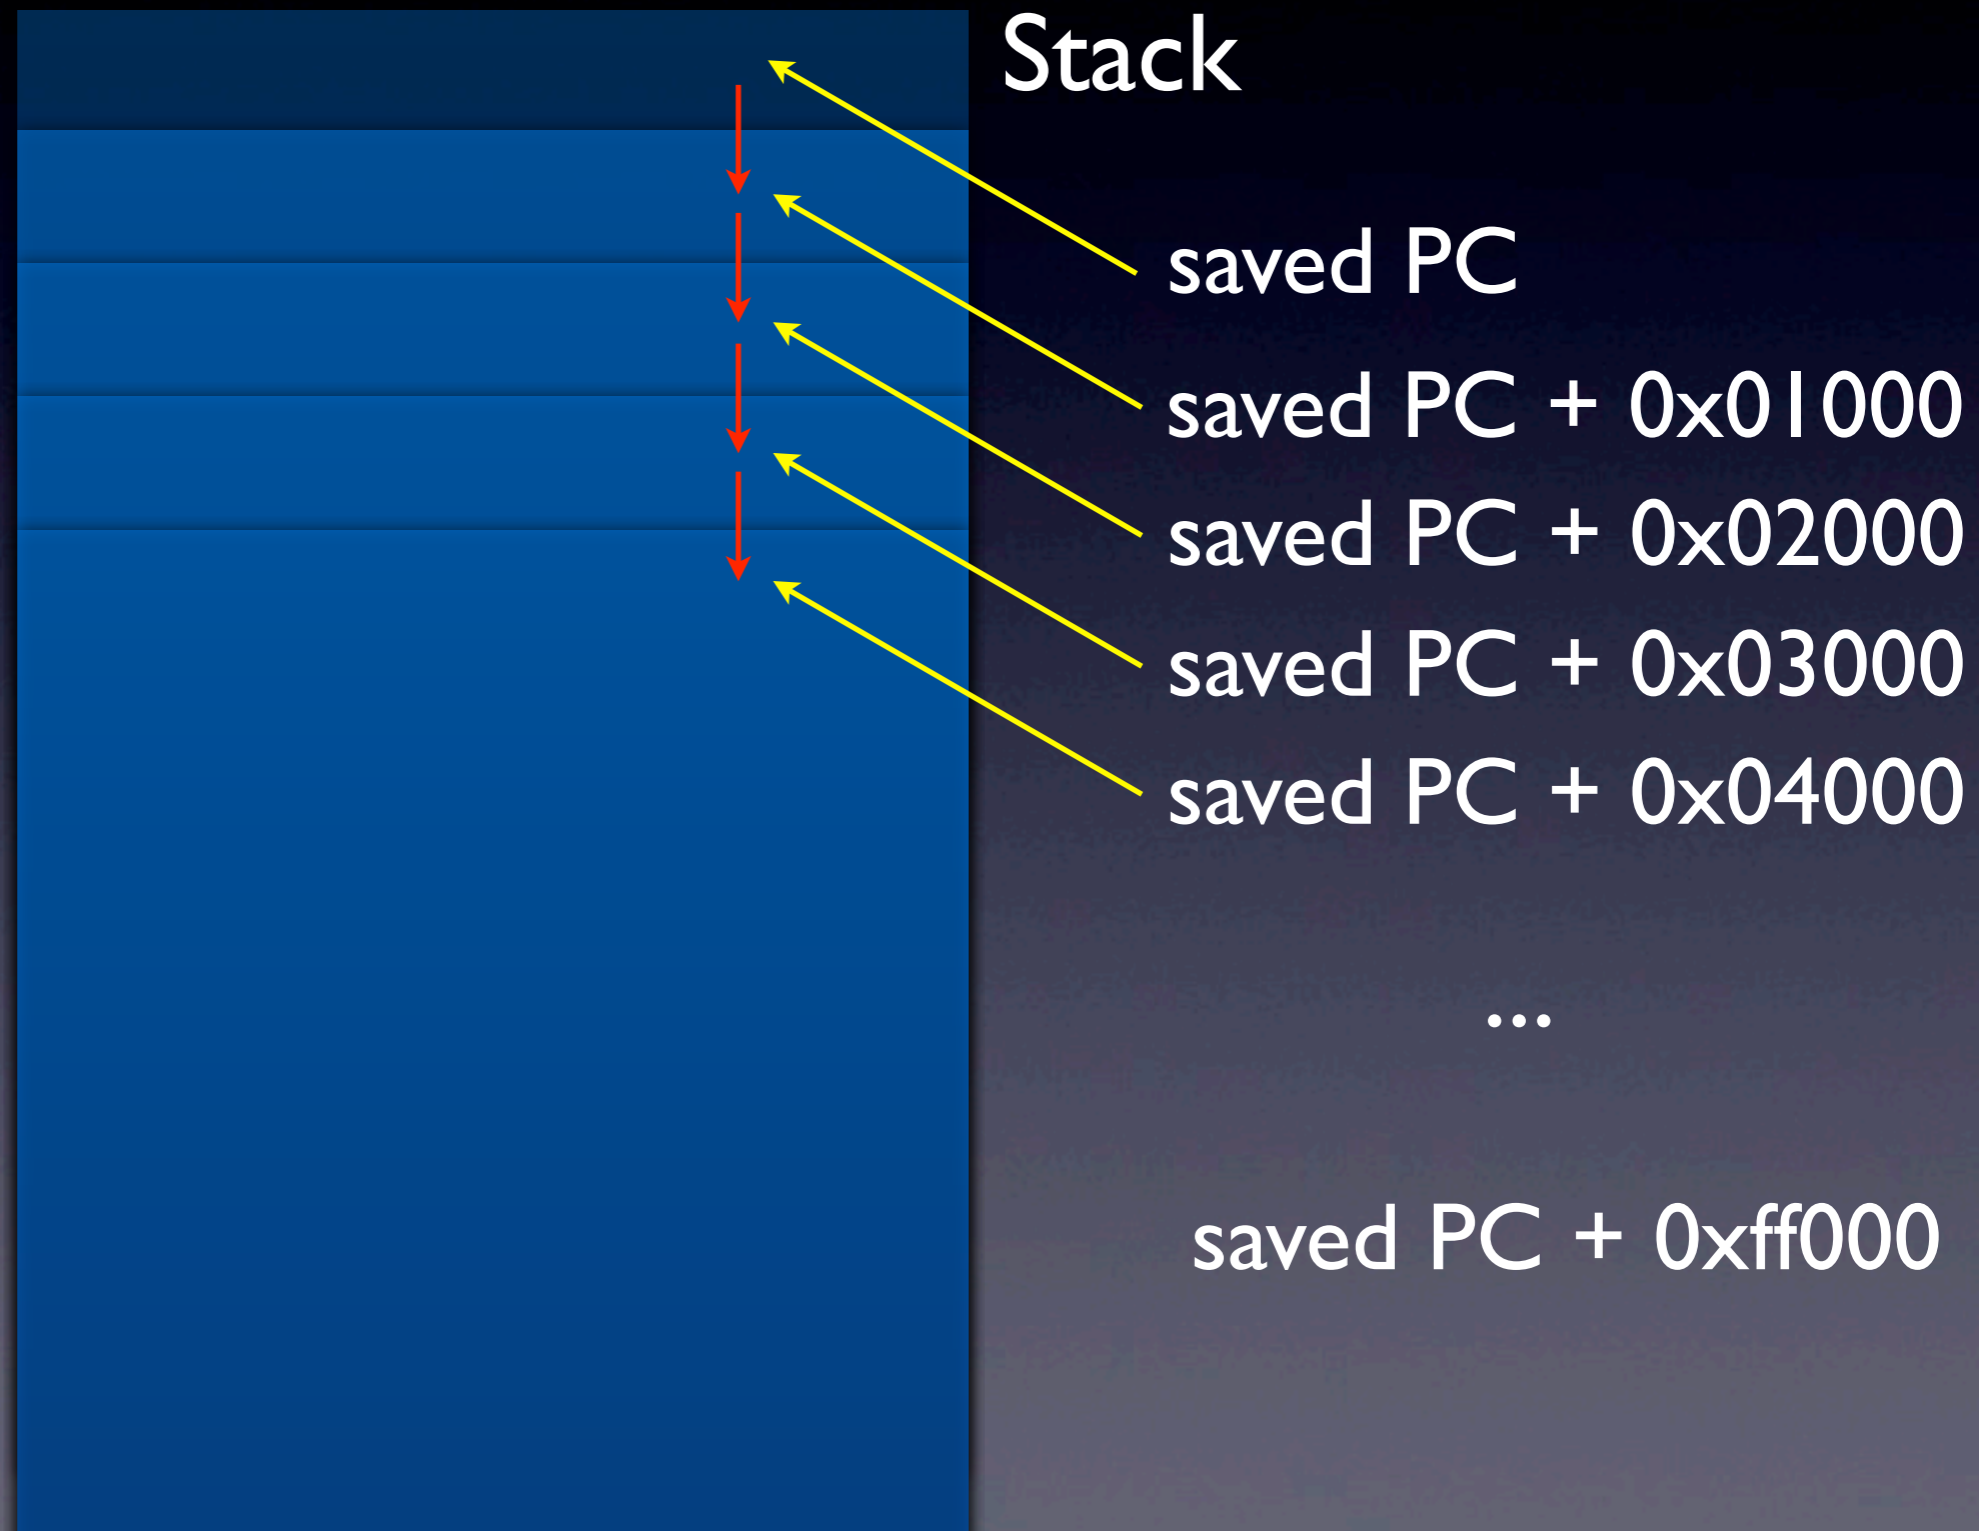 Stack
saved PC
saved PC + 0x01000
saved PC + 0x02000
saved PC + 0x03000
saved PC + 0x04000
...
saved PC + 0xff000